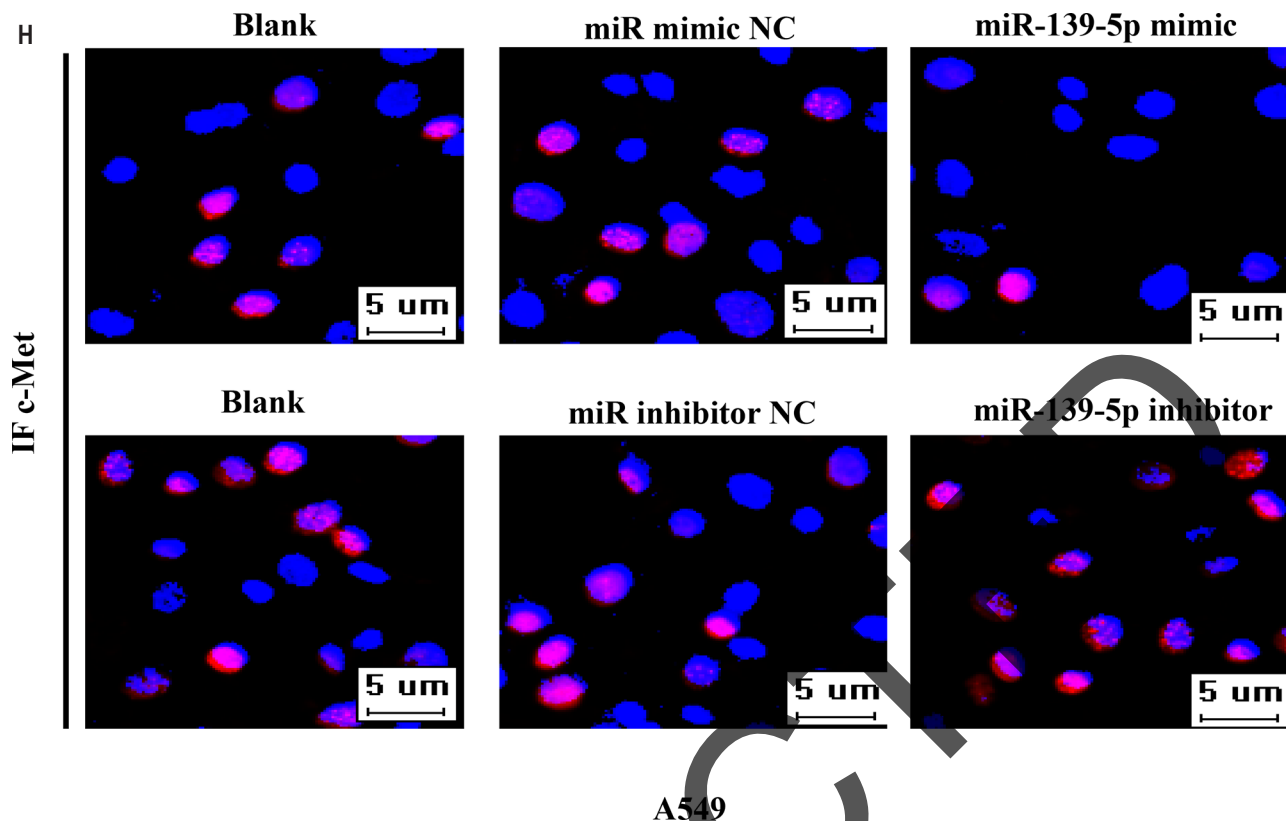 H
Blank
miR mimic NC
miR-139-5p mimic
5 um
5 um
5 um
IF c-Met
Blank
miR inhibitor NC
miR-139-5p inhibitor
5 um
5 um
5 um
A549